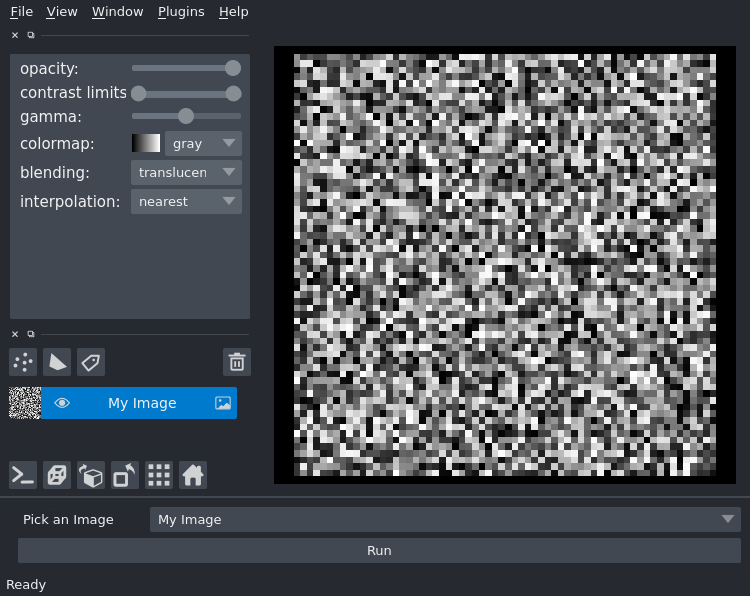 File View Window Plugins Help
opacity:
contrast limits
gamma:
colormap: gray
blending: translucen
interpolation: nearest
My Image
Pick an Image My Image
Run
Ready